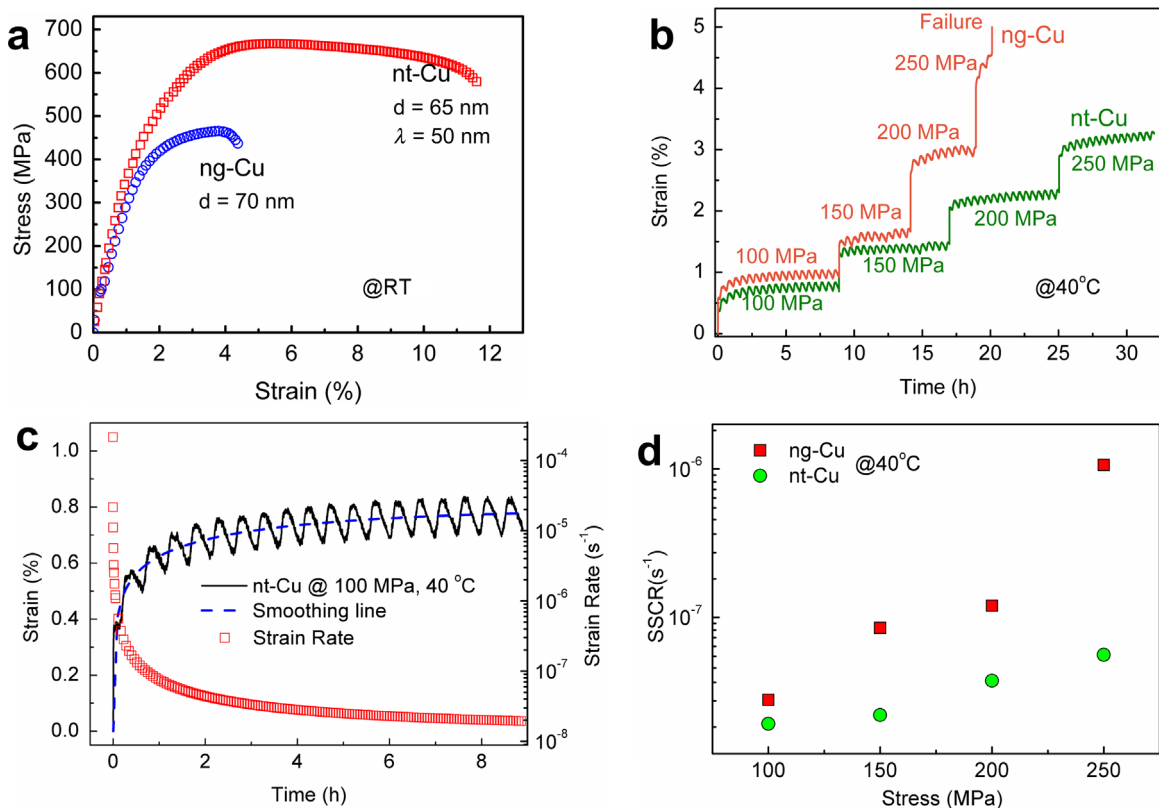 a
700
600
500
400
300
200
100
0
Stress (MPa)
nt-Cu
d = 65 nm
λ = 50 nm
ng-Cu
d = 70 nm
@RT
0 2 4 6 8 10 12
Strain (%)
b
5
4
3
2
1
0
Strain (%)
Failure
ng-Cu
250 MPa
200 MPa
150 MPa
100 MPa
nt-Cu
250 MPa
200 MPa
150 MPa
100 MPa
@40°C
0 5 10 15 20 25 30
Time (h)
c
1.0
0.8
0.6
0.4
0.2
0.0
Strain (%)
nt-Cu @ 100 MPa, 40 °C
Smoothing line
Strain Rate
10⁻⁴
10⁻⁵
10⁻⁶
10⁻⁷
10⁻⁸
Strain Rate (s⁻¹)
0 2 4 6 8
Time (h)
d
ng-Cu
nt-Cu
@40°C
10⁻⁶
10⁻⁷
SSCR(s⁻¹)
100 150 200 250
Stress (MPa)